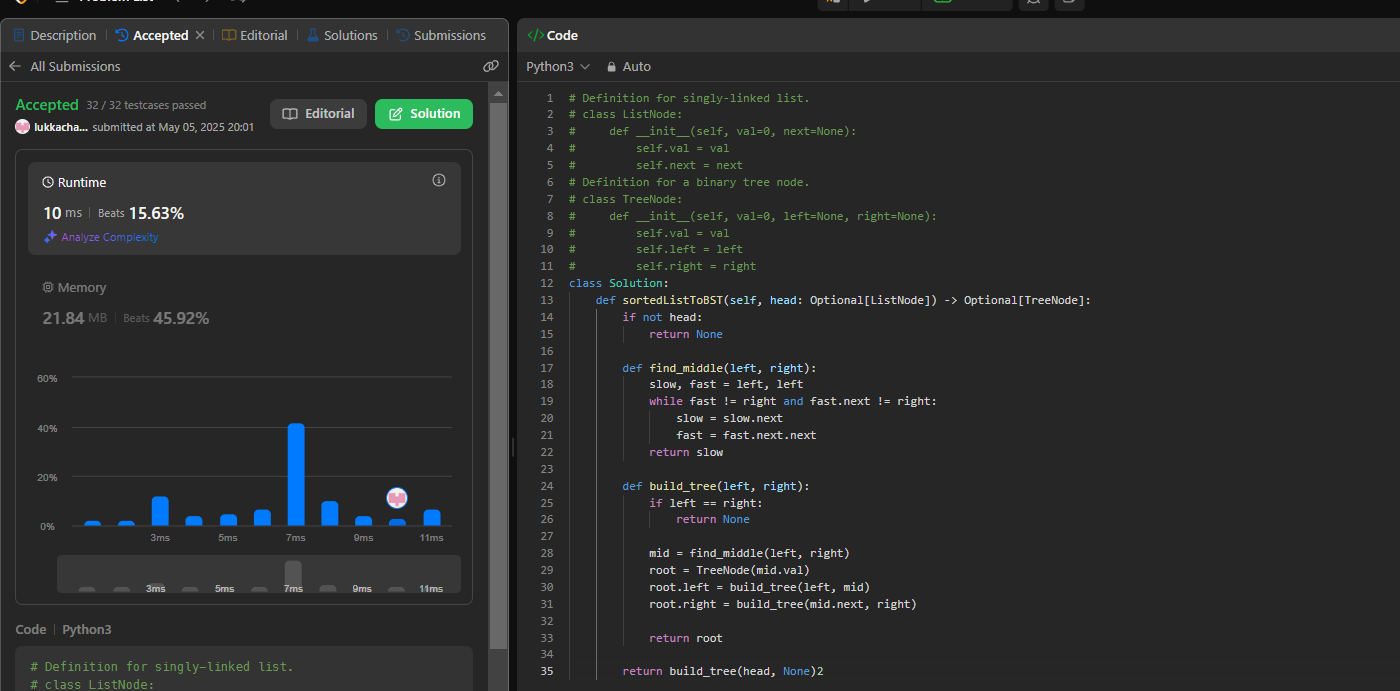 Description
Accepted
Editorial
Solutions
Submissions
All Submissions
Accepted 32 / 32 testcases passed
lukkacha... submitted at May 05, 2025 20:01
Editorial
Solution
Runtime
10 ms Beats 15.63%
Analyze Complexity
Memory
21.84 MB Beats 45.92%
60%
40%
20%
0%
3ms 5ms 7ms 9ms 11ms
3ms 5ms 7ms 9ms 11ms
Code Python3
# Definition for singly-linked list.
# class ListNode:
</> Code
Python3 Auto
1 # Definition for singly-linked list.
2 # class ListNode:
3 #     def __init__(self, val=0, next=None):
4 #         self.val = val
5 #         self.next = next
6 # Definition for a binary tree node.
7 # class TreeNode:
8 #     def __init__(self, val=0, left=None, right=None):
9 #         self.val = val
10 #         self.left = left
11 #         self.right = right
12 class Solution:
13     def sortedListToBST(self, head: Optional[ListNode]) -> Optional[TreeNode]:
14         if not head:
15             return None
16
17         def find_middle(left, right):
18             slow, fast = left, left
19             while fast != right and fast.next != right:
20                 slow = slow.next
21                 fast = fast.next.next
22             return slow
23
24         def build_tree(left, right):
25             if left == right:
26                 return None
27
28             mid = find_middle(left, right)
29             root = TreeNode(mid.val)
30             root.left = build_tree(left, mid)
31             root.right = build_tree(mid.next, right)
32
33             return root
34
35         return build_tree(head, None)2